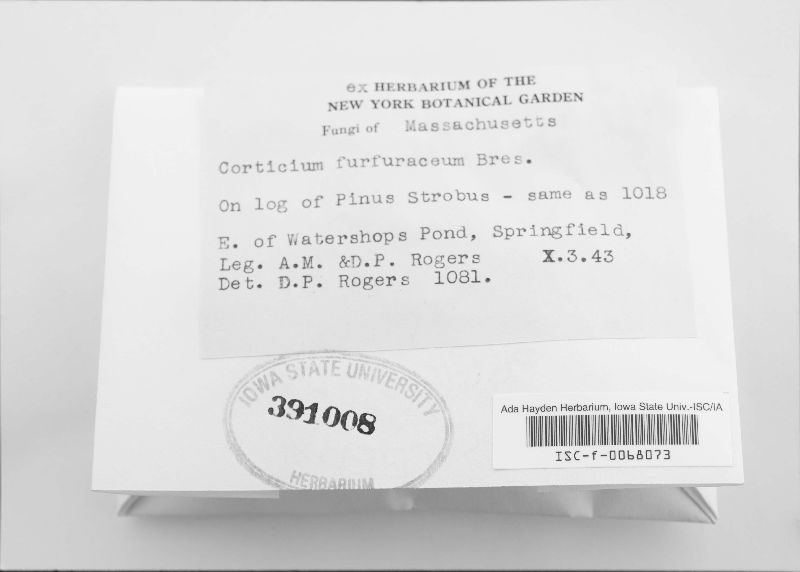 ex HERBARIUM OF THE
NEW YORK BOTANICAL GARDEN
Fungi of Massachusetts
Corticium furfuraceum Bres.
On log of Pinus Strobus - same as 1018
E. of Watershops Pond, Springfield,
Leg. A.M. &D.P. Rogers X.3.43
Det. D.P. Rogers 1081.
IOWA STATE UNIVERSITY
391008
HERBARIUM
Ada Hayden Herbarium, Iowa State Univ.-ISC/IA
ISC-f-0068073